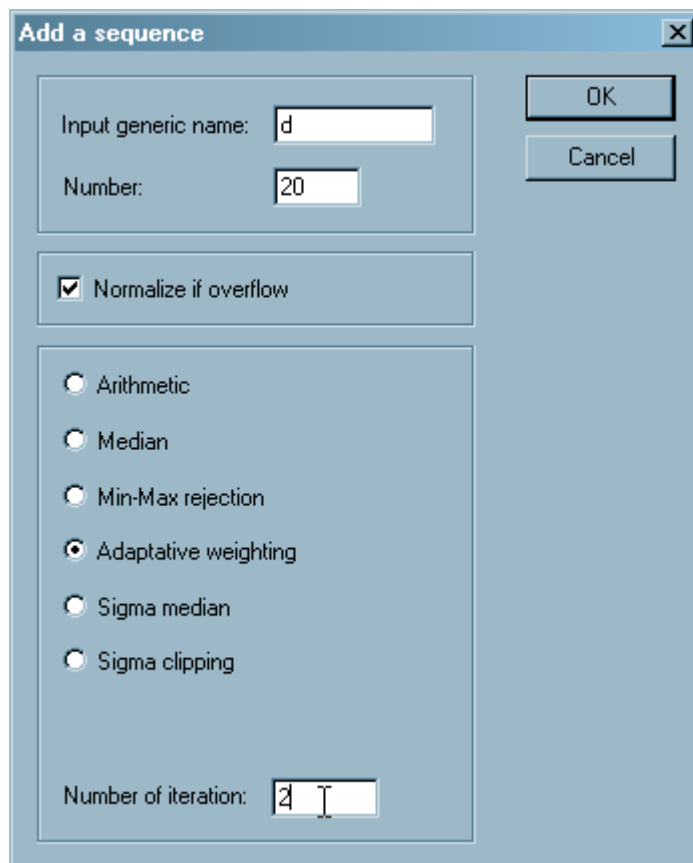 Add a sequence
Input generic name: d
Number: 20
OK
Cancel
Normalize if overflow
Arithmetic
Median
Min-Max rejection
Adaptative weighting
Sigma median
Sigma clipping
Number of iteration: 2